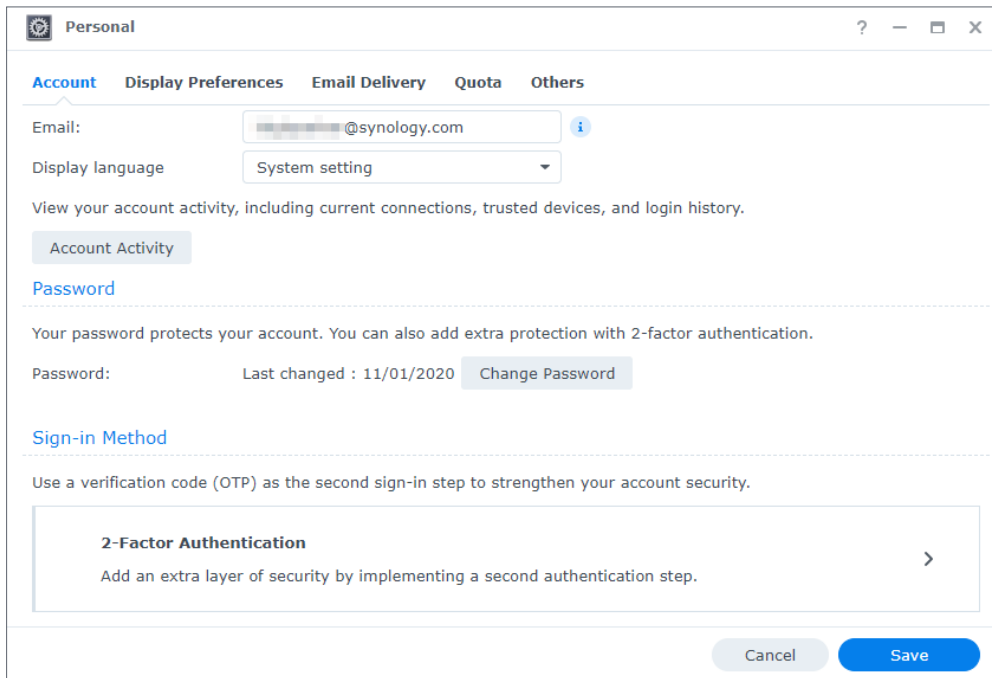 Personal
Account Display Preferences Email Delivery Quota Others
Email: @synology.com
Display language System setting
View your account activity, including current connections, trusted devices, and login history.
Account Activity
Password
Your password protects your account. You can also add extra protection with 2-factor authentication.
Password: Last changed : 11/01/2020 Change Password
Sign-in Method
Use a verification code (OTP) as the second sign-in step to strengthen your account security.
2-Factor Authentication
Add an extra layer of security by implementing a second authentication step.
Cancel Save